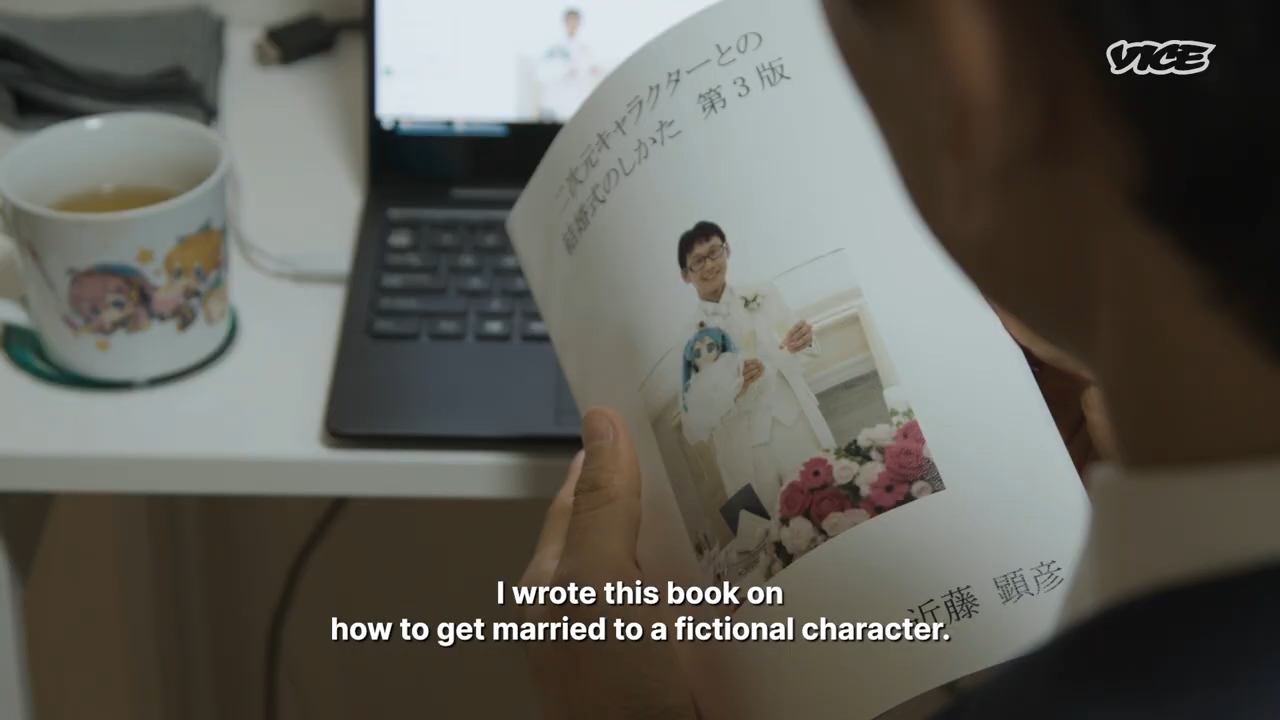 VICE
二次元キャラクターとの
結婚式のしかた 第3版
近藤 顕彦
I wrote this book on
how to get married to a fictional character.